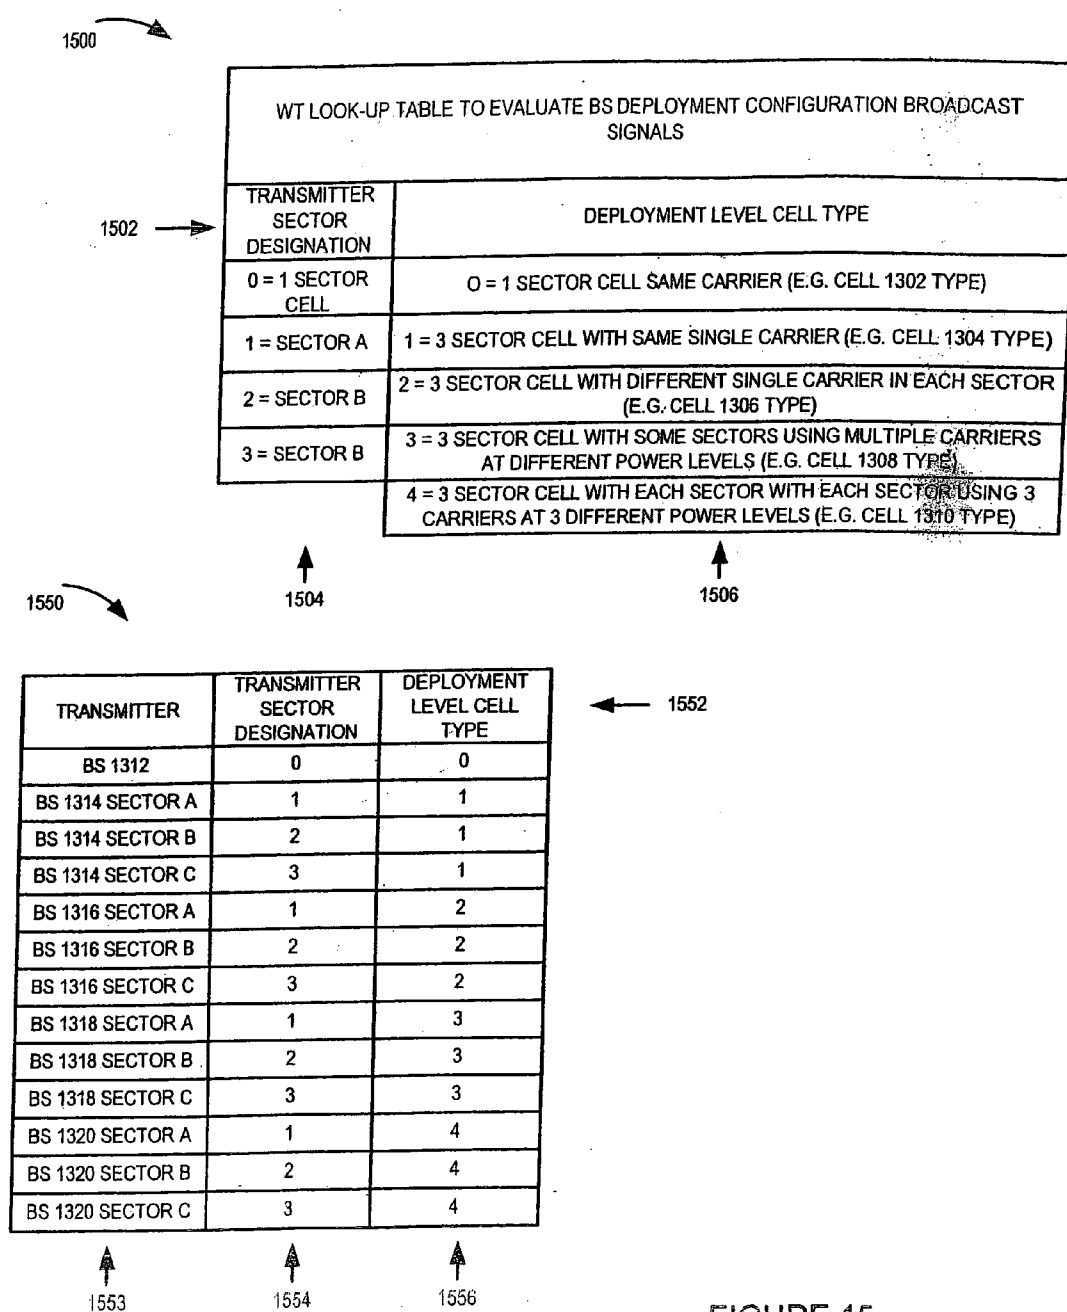 1500
WT LOOK-UP TABLE TO EVALUATE BS DEPLOYMENT CONFIGURATION BROADCAST
SIGNALS
1502
TRANSMITTER
SECTOR
DESIGNATION
DEPLOYMENT LEVEL CELL TYPE
0 = 1 SECTOR
CELL
O = 1 SECTOR CELL SAME CARRIER (E.G. CELL 1302 TYPE)
1 = SECTOR A
1 = 3 SECTOR CELL WITH SAME SINGLE CARRIER (E.G. CELL 1304 TYPE)
2 = SECTOR B
2 = 3 SECTOR CELL WITH DIFFERENT SINGLE CARRIER IN EACH SECTOR
(E.G. CELL 1306 TYPE)
3 = SECTOR B
3 = 3 SECTOR CELL WITH SOME SECTORS USING MULTIPLE CARRIERS
AT DIFFERENT POWER LEVELS (E.G. CELL 1308 TYPE)
4 = 3 SECTOR CELL WITH EACH SECTOR WITH EACH SECTOR USING 3
CARRIERS AT 3 DIFFERENT POWER LEVELS (E.G. CELL 1310 TYPE)
1504
1506
1550
TRANSMITTER
TRANSMITTER
SECTOR
DESIGNATION
DEPLOYMENT
LEVEL CELL
TYPE
1552
BS 1312 0 0
BS 1314 SECTOR A 1 1
BS 1314 SECTOR B 2 1
BS 1314 SECTOR C 3 1
BS 1316 SECTOR A 1 2
BS 1316 SECTOR B 2 2
BS 1316 SECTOR C 3 2
BS 1318 SECTOR A 1 3
BS 1318 SECTOR B 2 3
BS 1318 SECTOR C 3 3
BS 1320 SECTOR A 1 4
BS 1320 SECTOR B 2 4
BS 1320 SECTOR C 3 4
1553
1554
1556